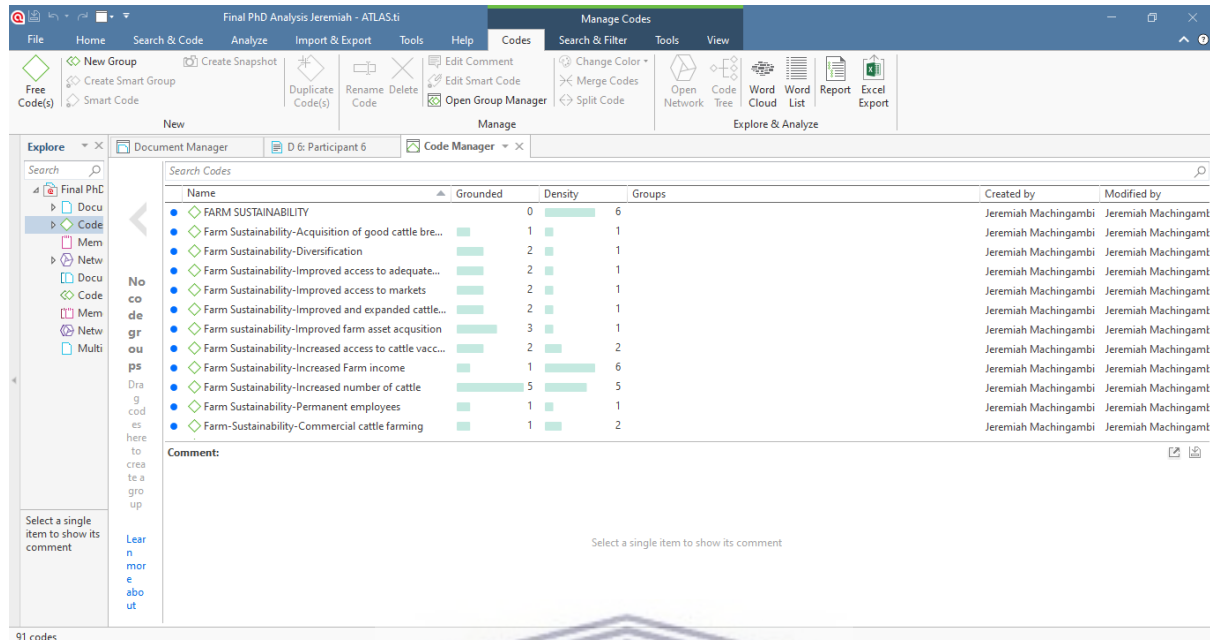 Final PhD Analysis Jeremiah - ATLAS.ti
Manage Codes
File Home Search & Code Analyze Import & Export Tools Help Codes Search & Filter Tools View
Free Code(s)
New Group
Create Smart Group
Smart Code
Create Snapshot
New
Duplicate Code(s)
Rename Code
Delete
Edit Comment
Edit Smart Code
Open Group Manager
Change Color
Merge Codes
Split Code
Manage
Open Network
Code Tree
Word Cloud
Word List
Report
Excel Export
Explore & Analyze
Explore
Document Manager
D 6: Participant 6
Code Manager
Search
Final PhD
Docu
Code
Mem
Netw
Docu
Code
Mem
Netw
Multi
Select a single
item to show its
comment
No
co
de
gr
ou
ps
Dra
g
cod
es
here
to
crea
te a
gro
up
Lear
n
mor
e
abo
ut
Search Codes
Name Grounded Density Groups Created by Modified by
FARM SUSTAINABILITY 0 6 Jeremiah Machingambi Jeremiah Machingamb
Farm Sustainability-Acquisition of good cattle bre... 1 1 Jeremiah Machingambi Jeremiah Machingamb
Farm Sustainability-Diversification 2 1 Jeremiah Machingambi Jeremiah Machingamb
Farm Sustainability-Improved access to adequate... 2 1 Jeremiah Machingambi Jeremiah Machingamb
Farm Sustainability-Improved access to markets 2 1 Jeremiah Machingambi Jeremiah Machingamb
Farm Sustainability-Improved and expanded cattle... 2 1 Jeremiah Machingambi Jeremiah Machingamb
Farm sustainability-Improved farm asset acqusition 3 1 Jeremiah Machingambi Jeremiah Machingamb
Farm Sustainability-Increased access to cattle vacc... 2 2 Jeremiah Machingambi Jeremiah Machingamb
Farm Sustainability-Increased Farm income 1 6 Jeremiah Machingambi Jeremiah Machingamb
Farm Sustainability-Increased number of cattle 5 5 Jeremiah Machingambi Jeremiah Machingamb
Farm Sustainability-Permanent employees 1 1 Jeremiah Machingambi Jeremiah Machingamb
Farm-Sustainability-Commercial cattle farming 1 2 Jeremiah Machingambi Jeremiah Machingamb
Comment:
Select a single item to show its comment
91 codes